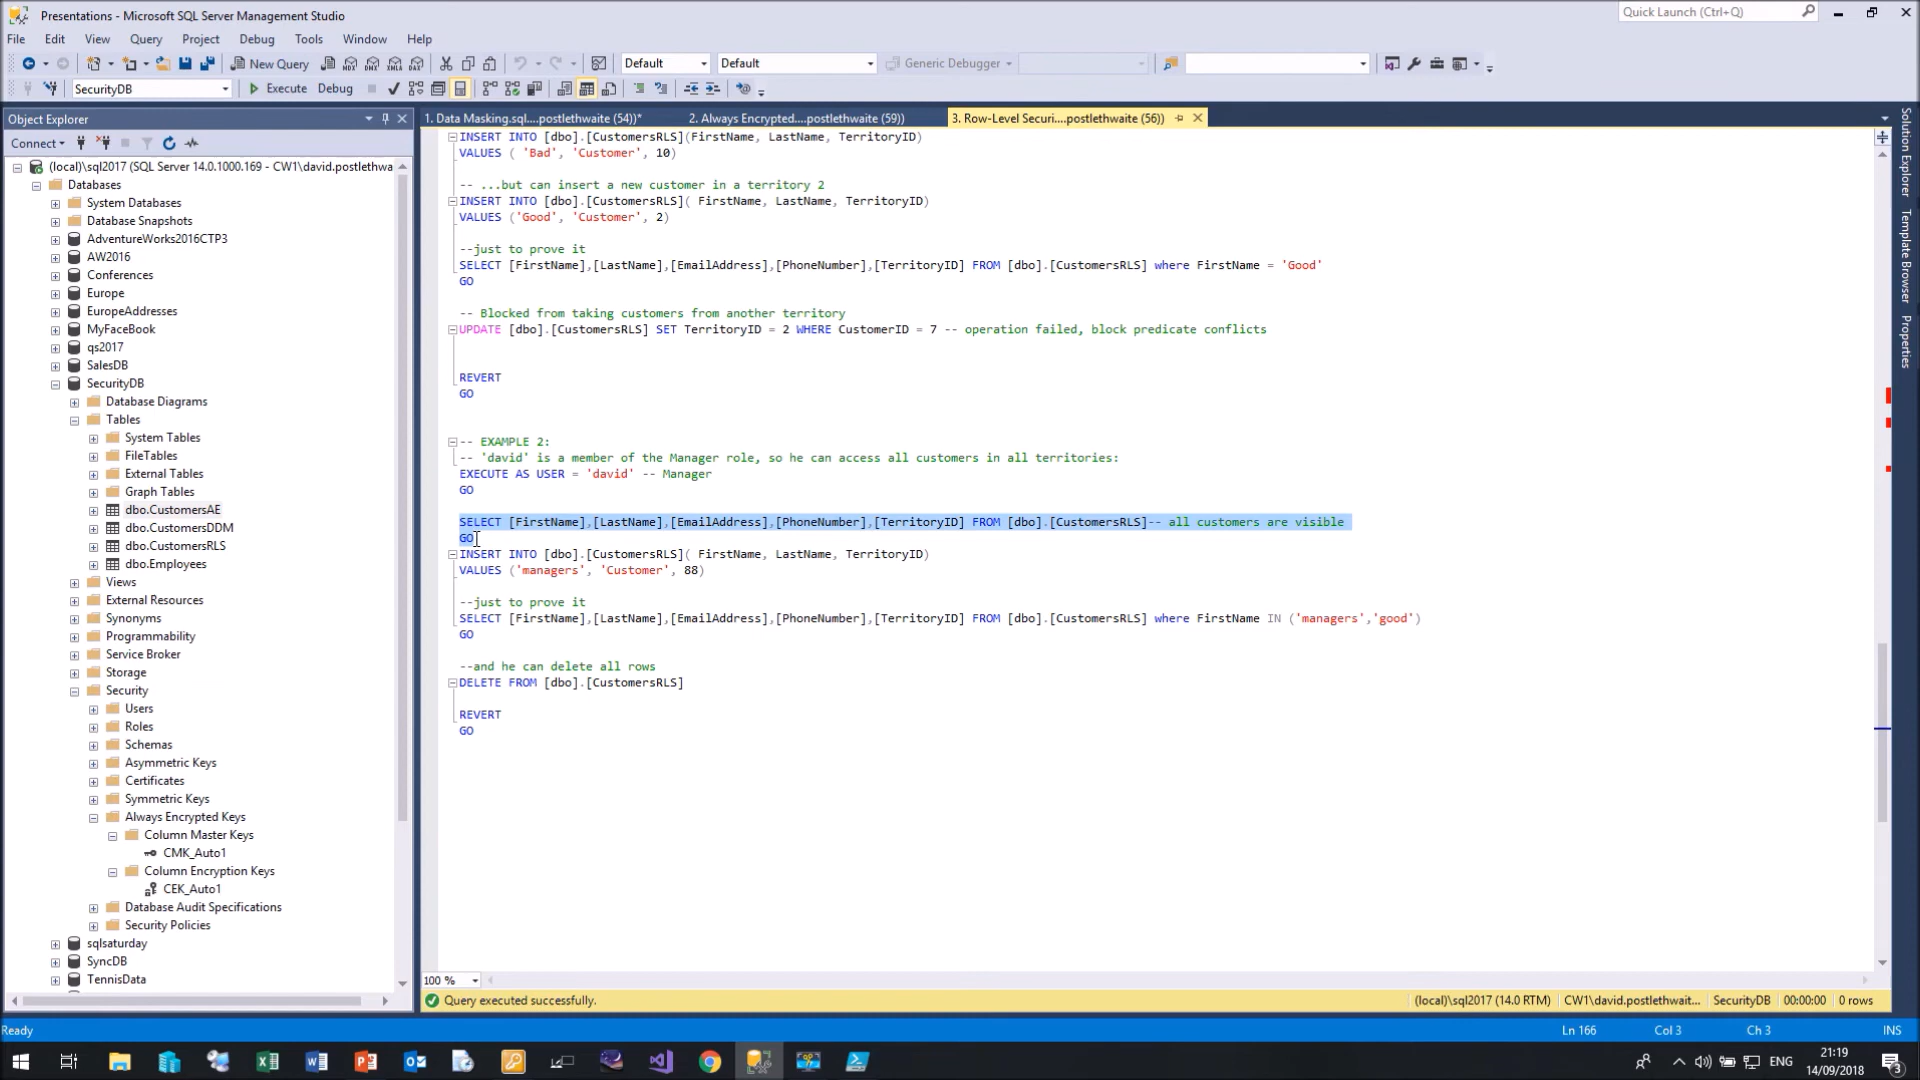 Presentations - Microsoft SQL Server Management Studio
Quick Launch (Ctrl+Q)
File Edit View Query Project Debug Tools Window Help
New Query Default Default Generic Debugger
SecurityDB Execute Debug
Object Explorer
Connect
(local)\sql2017 (SQL Server 14.0.1000.169 - CW1\david.postlethwa
Databases
System Databases
Database Snapshots
AdventureWorks2016CTP3
AW2016
Conferences
Europe
EuropeAddresses
MyFaceBook
qs2017
SalesDB
SecurityDB
Database Diagrams
Tables
System Tables
FileTables
External Tables
Graph Tables
dbo.CustomersAE
dbo.CustomersDDM
dbo.CustomersRLS
dbo.Employees
Views
External Resources
Synonyms
Programmability
Service Broker
Storage
Security
Users
Roles
Schemas
Asymmetric Keys
Certificates
Symmetric Keys
Always Encrypted Keys
Column Master Keys
CMK_Auto1
Column Encryption Keys
CEK_Auto1
Database Audit Specifications
Security Policies
sqlsaturday
SyncDB
TennisData
1. Data Masking.sql....postlethwaite (54))* 2. Always Encrypted....postlethwaite (59)) 3. Row-Level Securi....postlethwaite (56))
INSERT INTO [dbo].[CustomersRLS](FirstName, LastName, TerritoryID)
VALUES ( 'Bad', 'Customer', 10)
-- ...but can insert a new customer in a territory 2
INSERT INTO [dbo].[CustomersRLS]( FirstName, LastName, TerritoryID)
VALUES ('Good', 'Customer', 2)
--just to prove it
SELECT [FirstName],[LastName],[EmailAddress],[PhoneNumber],[TerritoryID] FROM [dbo].[CustomersRLS] where FirstName = 'Good'
GO
-- Blocked from taking customers from another territory
UPDATE [dbo].[CustomersRLS] SET TerritoryID = 2 WHERE CustomerID = 7 -- operation failed, block predicate conflicts
REVERT
GO
-- EXAMPLE 2:
-- 'david' is a member of the Manager role, so he can access all customers in all territories:
EXECUTE AS USER = 'david' -- Manager
GO
SELECT [FirstName],[LastName],[EmailAddress],[PhoneNumber],[TerritoryID] FROM [dbo].[CustomersRLS]-- all customers are visible
GO
INSERT INTO [dbo].[CustomersRLS]( FirstName, LastName, TerritoryID)
VALUES ('managers', 'Customer', 88)
--just to prove it
SELECT [FirstName],[LastName],[EmailAddress],[PhoneNumber],[TerritoryID] FROM [dbo].[CustomersRLS] where FirstName IN ('managers','good')
GO
--and he can delete all rows
DELETE FROM [dbo].[CustomersRLS]
REVERT
GO
100 %
Query executed successfully. (local)\sql2017 (14.0 RTM) CW1\david.postlethwait... SecurityDB 00:00:00 0 rows
Solution Explorer
Template Browser
Properties
Ready Ln 166 Col 3 Ch 3 INS
ENG
21:19
14/09/2018
3